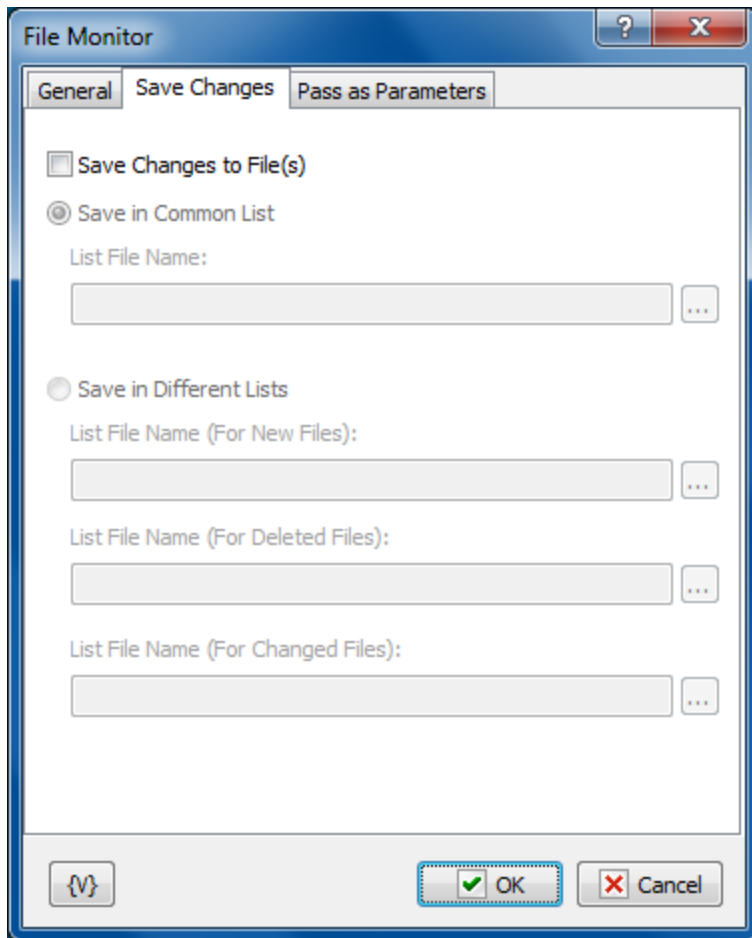 File Monitor
?
X
General Save Changes Pass as Parameters
Save Changes to File(s)
Save in Common List
List File Name:
...
Save in Different Lists
List File Name (For New Files):
...
List File Name (For Deleted Files):
...
List File Name (For Changed Files):
...
{V} OK Cancel